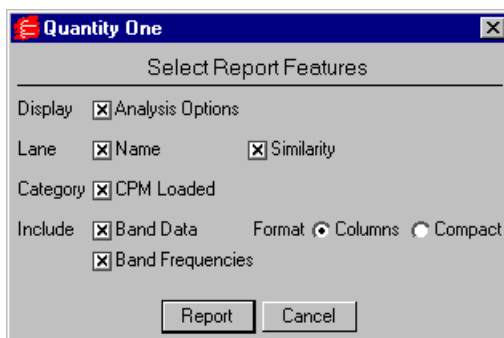 Quantity One
Select Report Features
Display Analysis Options
Lane Name Similarity
Category CPM Loaded
Include Band Data Format Columns Compact
Band Frequencies
Report Cancel